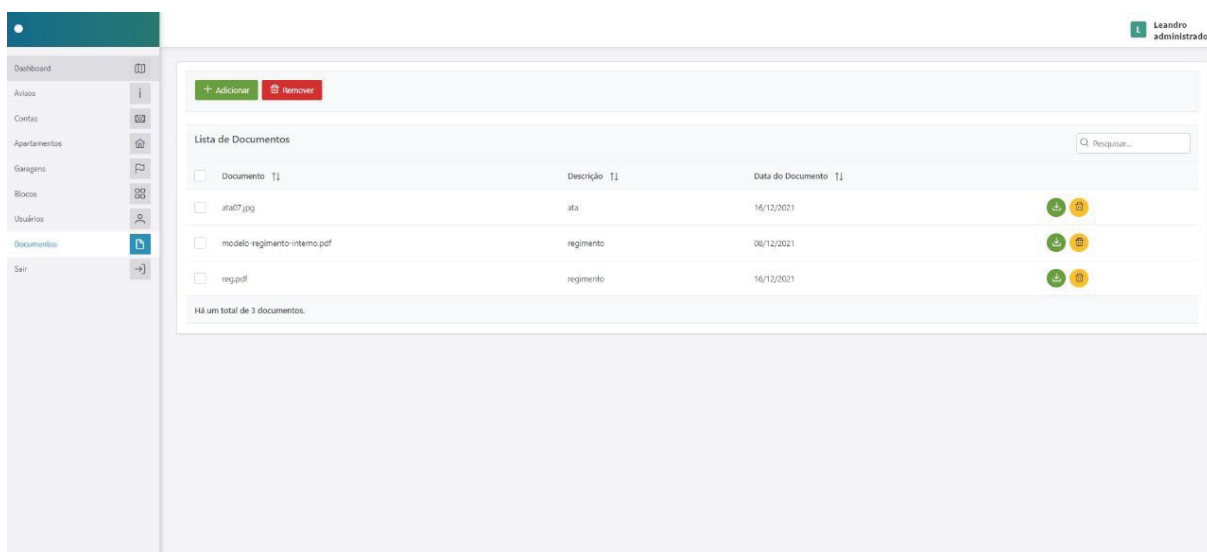 L Leandro
administrado
Dashboard
Avisos
Contas
Apartamentos
Garagens
Blocos
Usuários
Documentos
Sair
Adicionar Remover
Lista de Documentos Pesquisar...
Documento Descrição Data do Documento
ata07.jpg ata 16/12/2021
modelo-regimento-interno.pdf regimento 08/12/2021
reg.pdf regimento 16/12/2021
Há um total de 3 documentos.